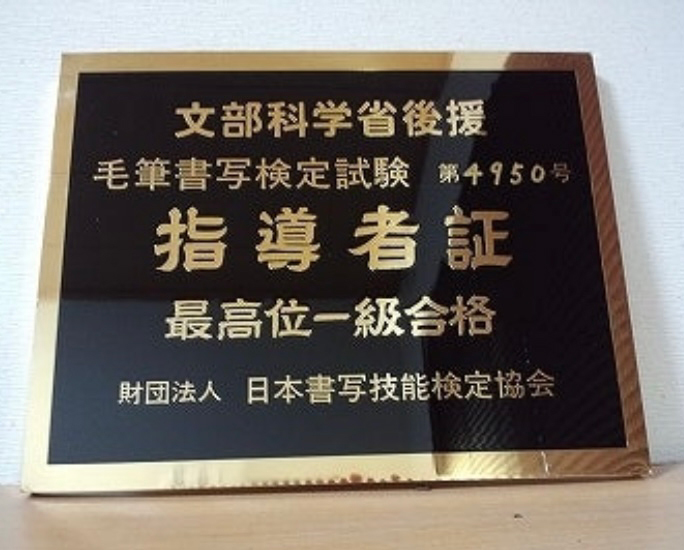 文部科学省後援
毛筆書写検定試験 第4950号
指導者証
最高位一級合格
財団法人 日本書写技能検定協会